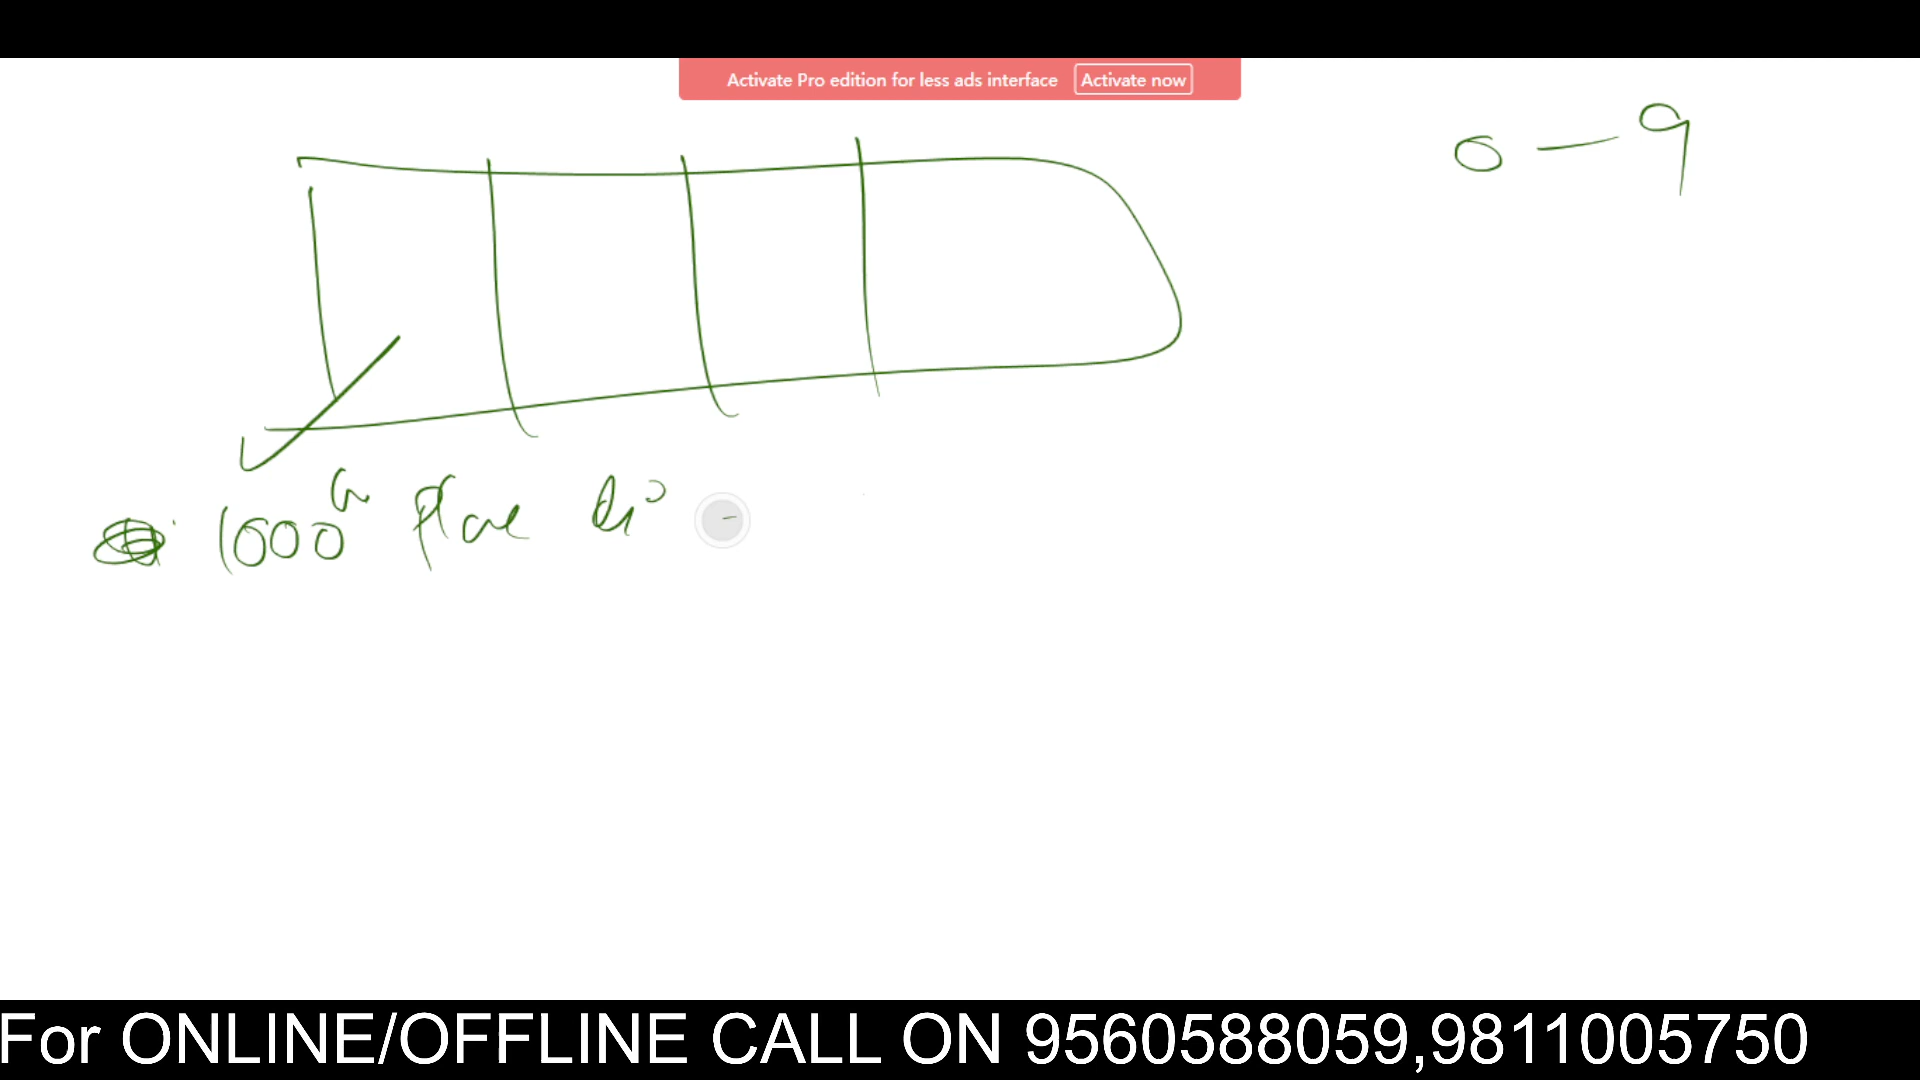 Activate Pro edition for less ads interface Activate now
0 — 9
1000 place
For ONLINE/OFFLINE CALL ON 9560588059,9811005750